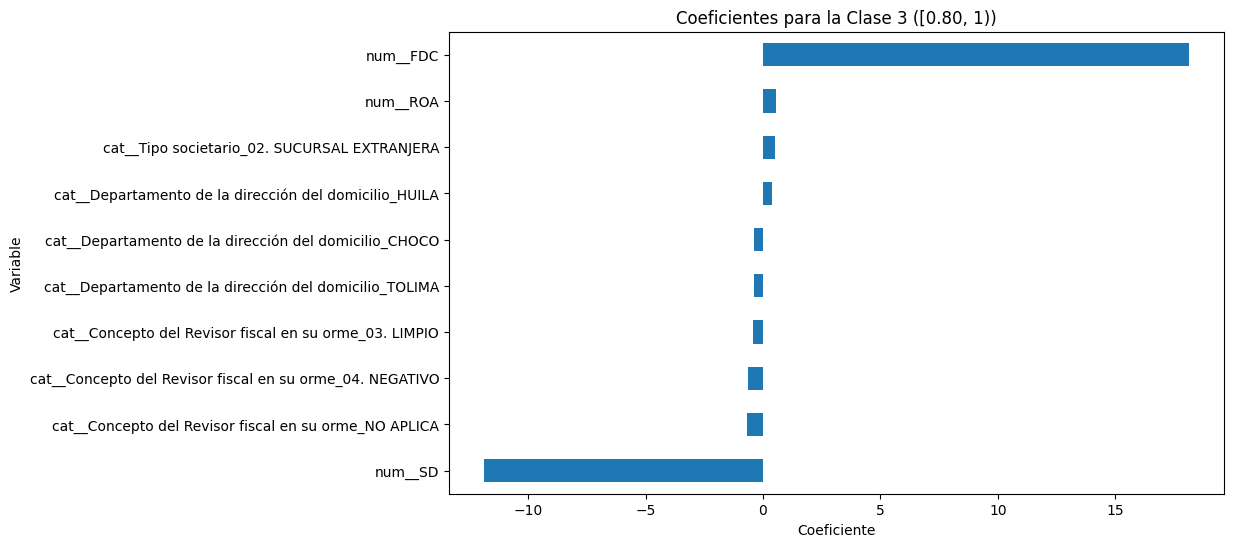 Coeficientes para la Clase 3 ([0.80, 1))
num__FDC
num__ROA
cat__Tipo societario_02. SUCURSAL EXTRANJERA
cat__Departamento de la dirección del domicilio_HUILA
cat__Departamento de la dirección del domicilio_CHOCO
cat__Departamento de la dirección del domicilio_TOLIMA
cat__Concepto del Revisor fiscal en su orme_03. LIMPIO
cat__Concepto del Revisor fiscal en su orme_04. NEGATIVO
cat__Concepto del Revisor fiscal en su orme_NO APLICA
num__SD
Variable
−10 −5 0 5 10 15
Coeficiente